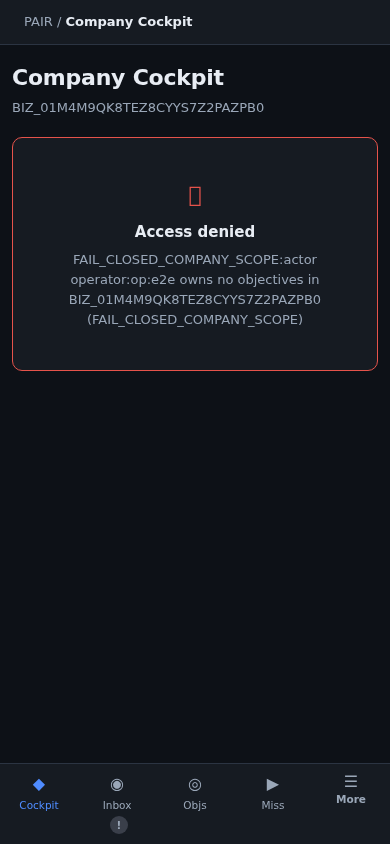 PAIR / Company Cockpit
Company Cockpit
BIZ_01M4M9QK8TEZ8CYYS7Z2PAZPB0
Access denied
FAIL_CLOSED_COMPANY_SCOPE:actor
operator:op:e2e owns no objectives in
BIZ_01M4M9QK8TEZ8CYYS7Z2PAZPB0
(FAIL_CLOSED_COMPANY_SCOPE)
Cockpit
Inbox
Objs
Miss
More
!